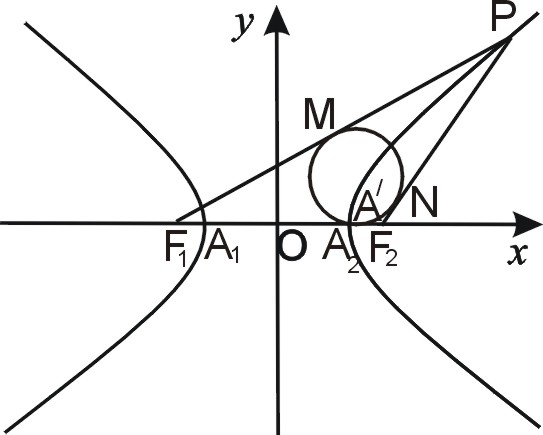 y
P
M
A′
N
F₁ A₁ O A₂ F₂ x